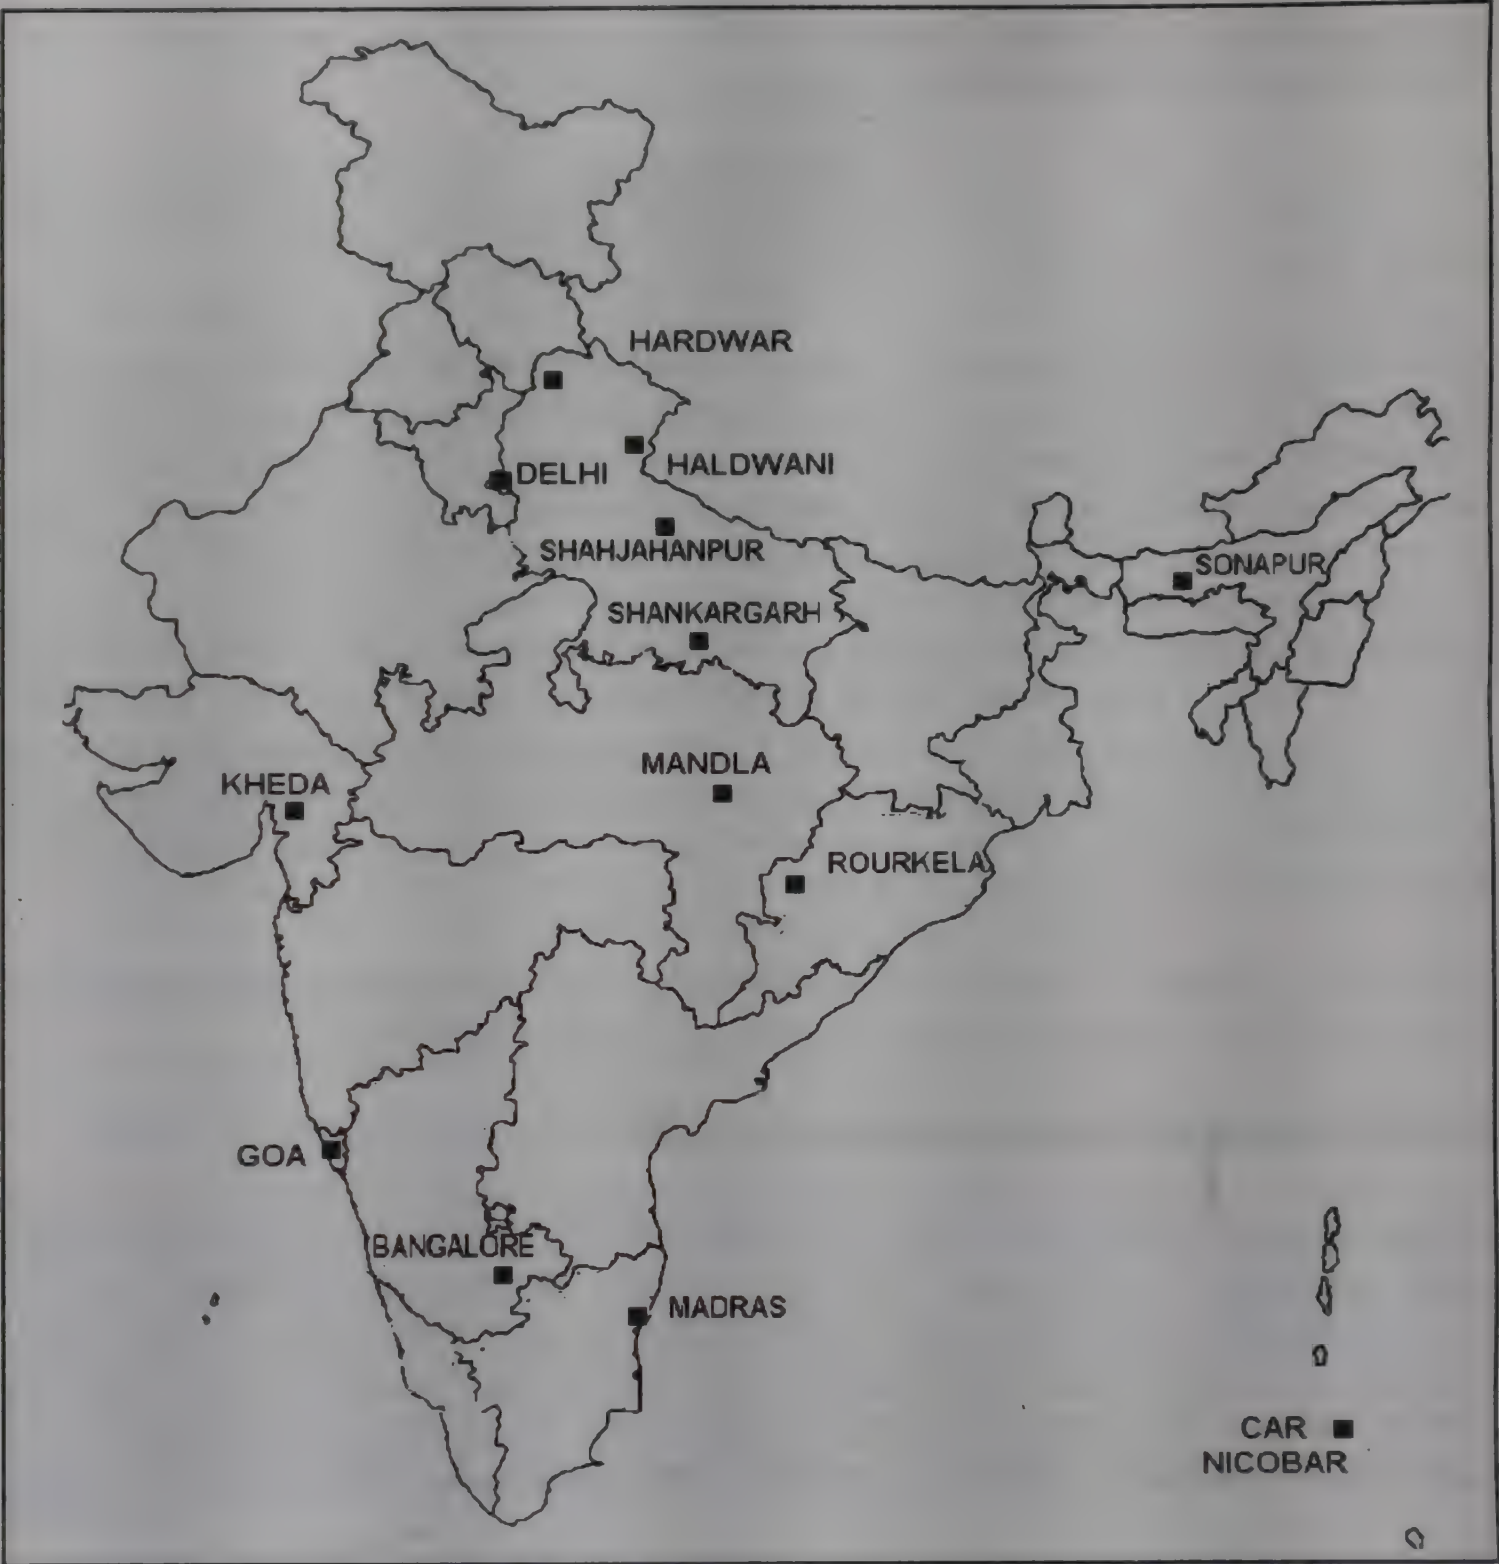 HARDWAR
HALDWANI
DELHI
SHAHJAHANPUR
SONAPUR
SHANKARGARH
MANDLA
KHEDA
ROURKELA
GOA
BANGALORE
MADRAS
CAR
NICOBAR